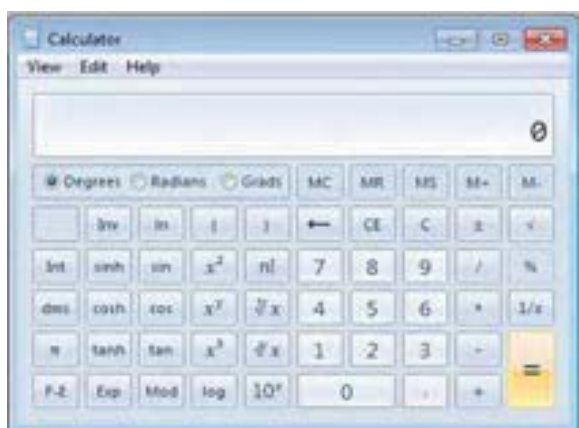 Calculator
View Edit Help
0
Degrees Radians Grads MC MR MS M+ M-
Inv ln ( ) ← CE C ± √
Int sinh sin x² n! 7 8 9 / %
dms cosh cos xʸ ʸ√x 4 5 6 * 1/x
π tanh tan x³ ³√x 1 2 3 - =
F-E Exp Mod log 10ˣ 0 , +